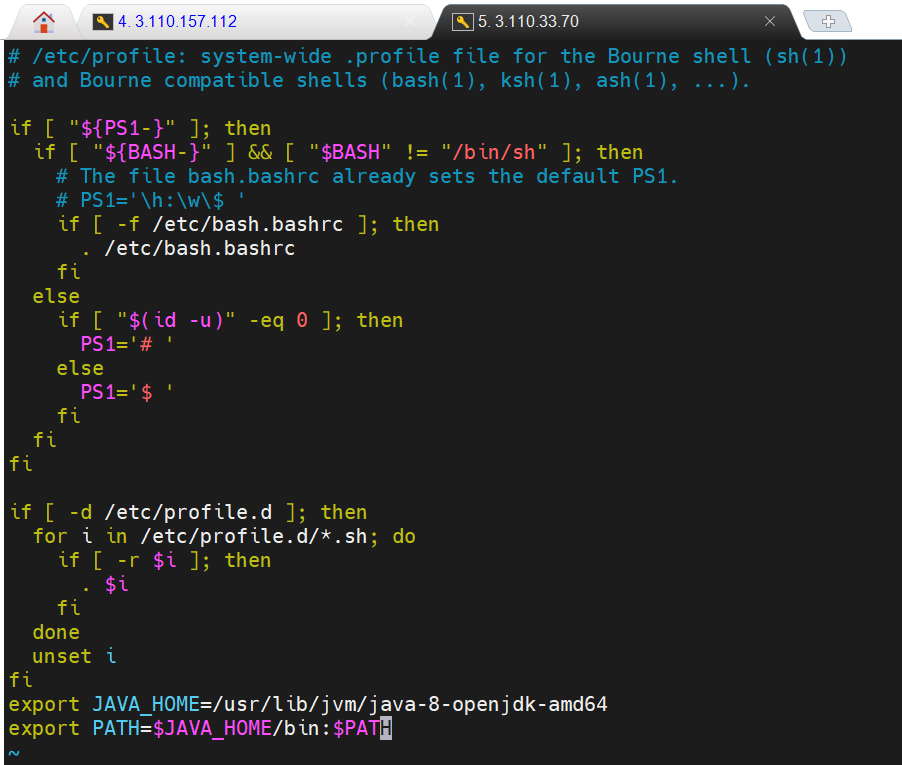 4. 3.110.157.112
5. 3.110.33.70
# /etc/profile: system-wide .profile file for the Bourne shell (sh(1))
# and Bourne compatible shells (bash(1), ksh(1), ash(1), ...).

if [ "${PS1-}" ]; then
  if [ "${BASH-}" ] && [ "$BASH" != "/bin/sh" ]; then
    # The file bash.bashrc already sets the default PS1.
    # PS1='\h:\w\$ '
    if [ -f /etc/bash.bashrc ]; then
      . /etc/bash.bashrc
    fi
  else
    if [ "$(id -u)" -eq 0 ]; then
      PS1='# '
    else
      PS1='$ '
    fi
  fi
fi

if [ -d /etc/profile.d ]; then
  for i in /etc/profile.d/*.sh; do
    if [ -r $i ]; then
      . $i
    fi
  done
  unset i
fi
export JAVA_HOME=/usr/lib/jvm/java-8-openjdk-amd64
export PATH=$JAVA_HOME/bin:$PATH
~